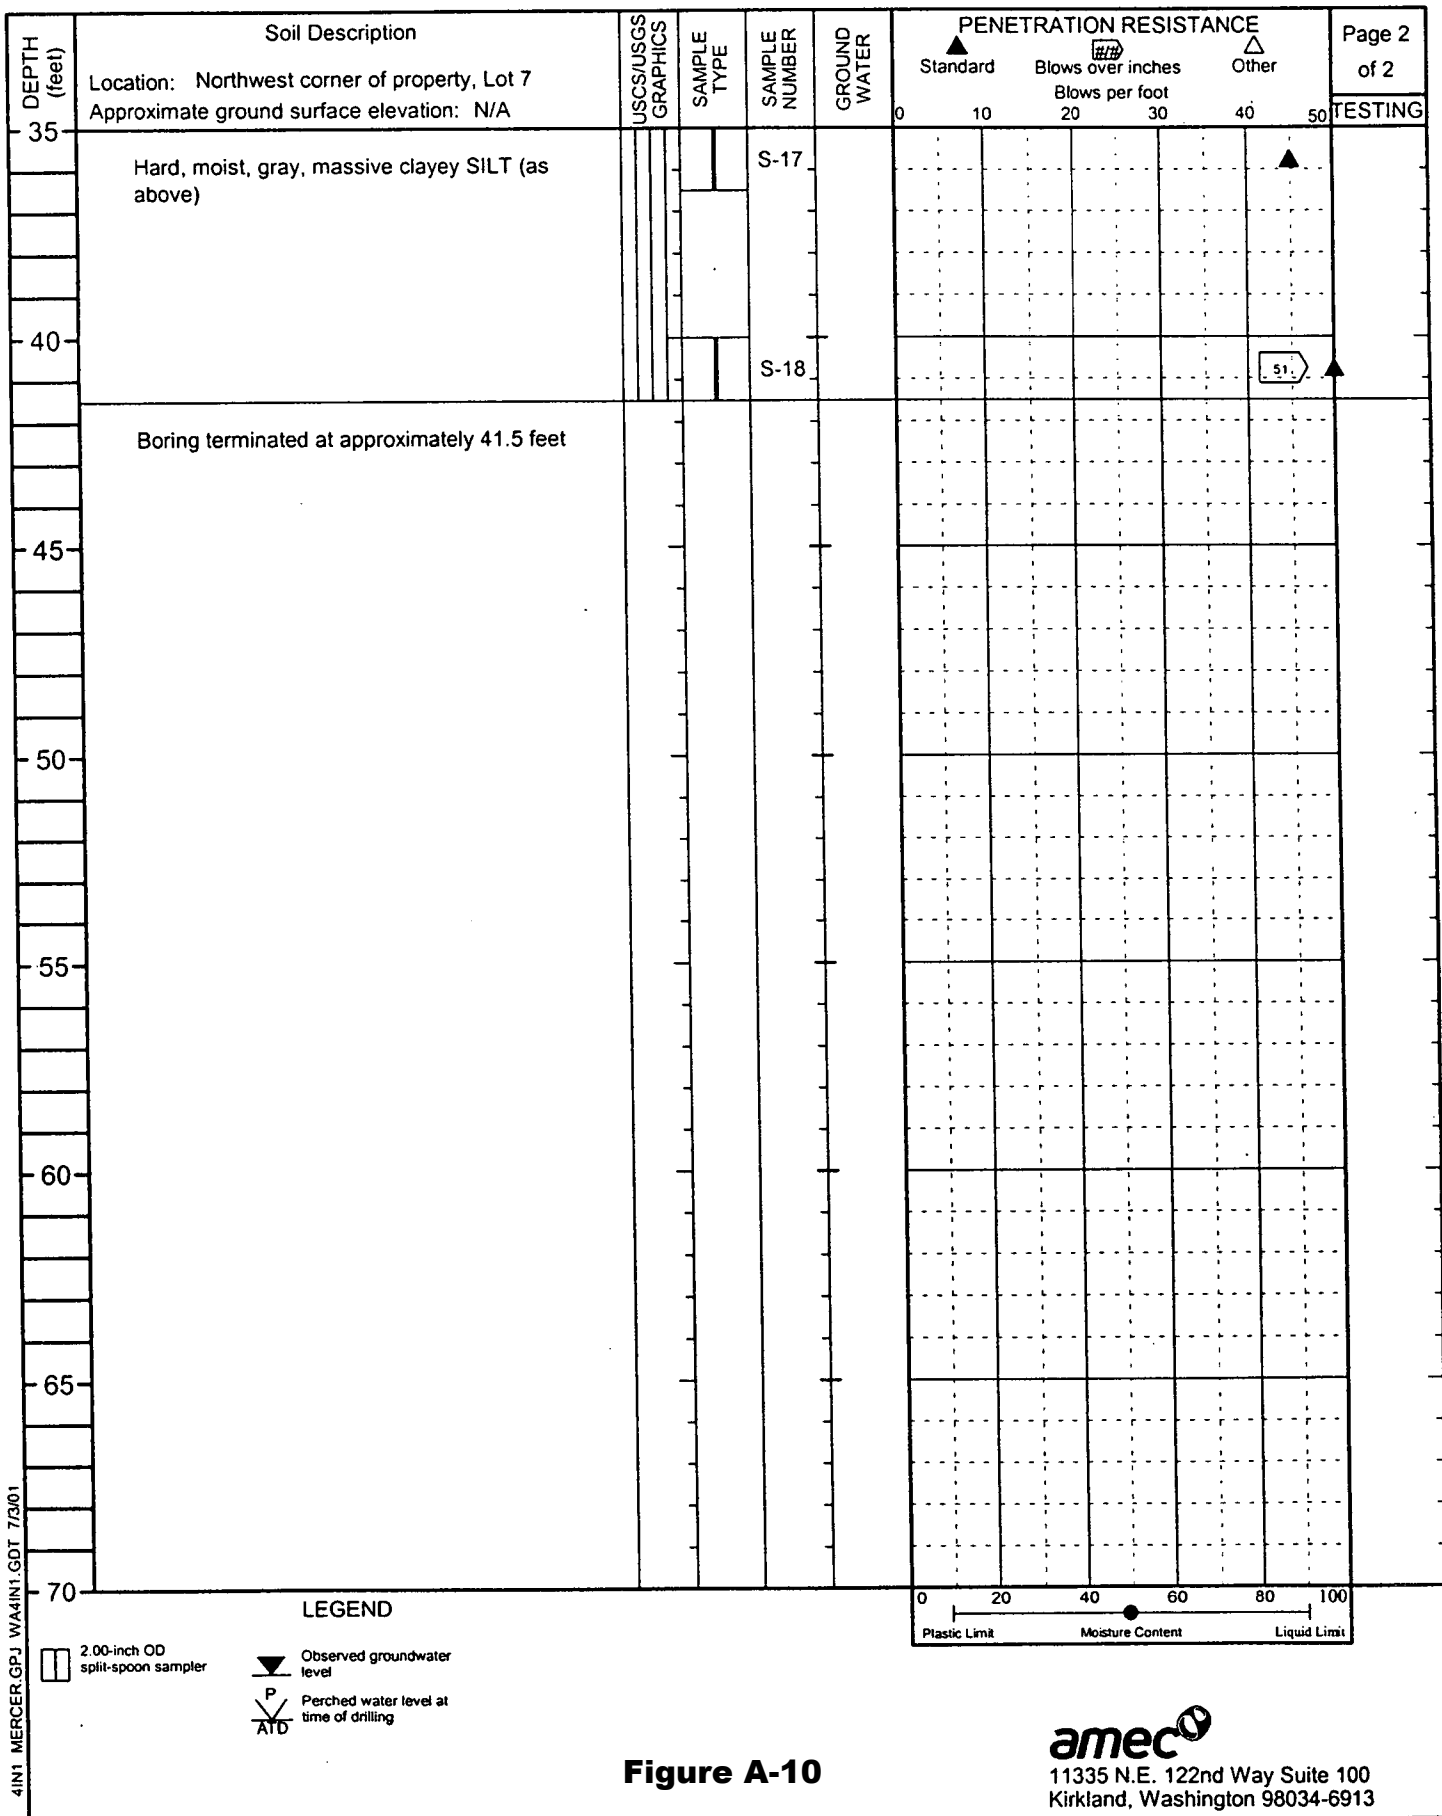 DEPTH
(feet)
Soil Description
Location: Northwest corner of property, Lot 7
Approximate ground surface elevation: N/A
USCS/USGS
GRAPHICS
SAMPLE
TYPE
SAMPLE
NUMBER
GROUND
WATER
PENETRATION RESISTANCE
Standard
#/#
Blows over inches
Other
Blows per foot
0 10 20 30 40 50
Page 2
of 2
TESTING
35
Hard, moist, gray, massive clayey SILT (as
above)
S-17
40
S-18
51
Boring terminated at approximately 41.5 feet
45
50
55
60
65
70
0 20 40 60 80 100
Plastic Limit Moisture Content Liquid Limit
LEGEND
2.00-inch OD
split-spoon sampler
Observed groundwater
level
P
ATD
Perched water level at
time of drilling
4IN1 MERCER.GPJ WA4IN1.GDT 7/3/01
Figure A-10
amec
11335 N.E. 122nd Way Suite 100
Kirkland, Washington 98034-6913